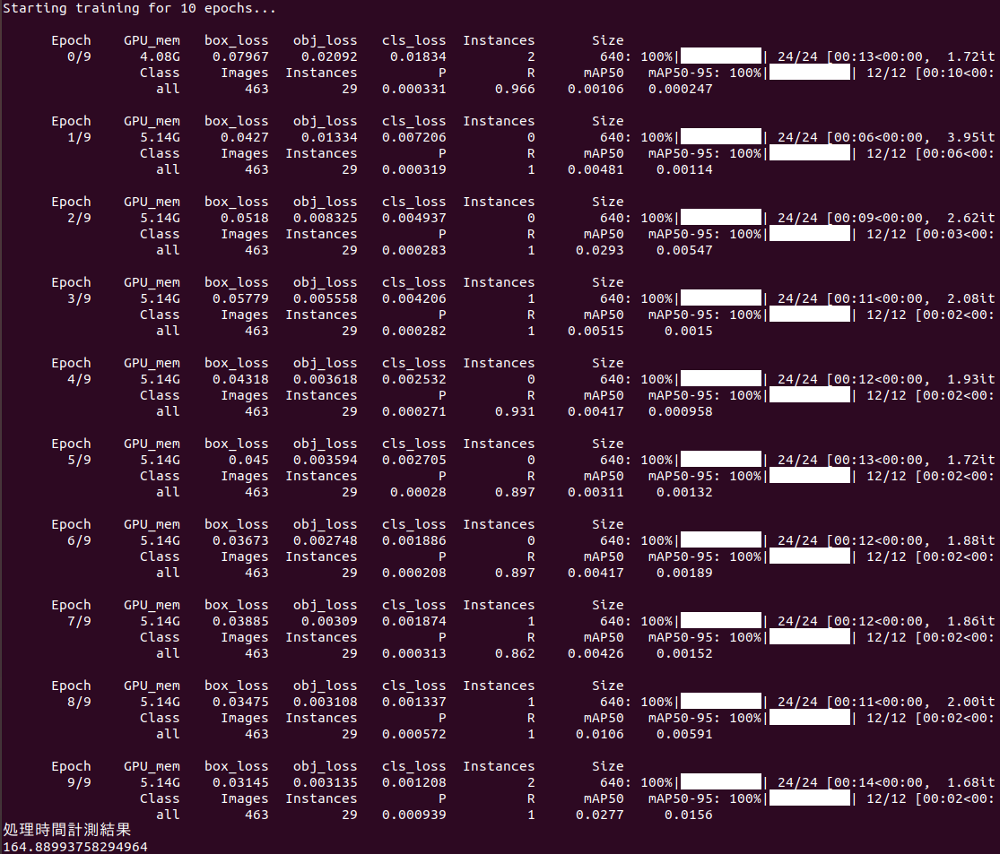 Starting training for 10 epochs...
Epoch GPU_mem box_loss obj_loss cls_loss Instances Size
0/9 4.08G 0.07967 0.02092 0.01834 2 640: 100%|██████████| 24/24 [00:13<00:00, 1.72it
Class Images Instances P R mAP50 mAP50-95: 100%|██████████| 12/12 [00:10<00:
all 463 29 0.000331 0.966 0.00106 0.000247
Epoch GPU_mem box_loss obj_loss cls_loss Instances Size
1/9 5.14G 0.0427 0.01334 0.007206 0 640: 100%|██████████| 24/24 [00:06<00:00, 3.95it
Class Images Instances P R mAP50 mAP50-95: 100%|██████████| 12/12 [00:06<00:
all 463 29 0.000319 1 0.00481 0.00114
Epoch GPU_mem box_loss obj_loss cls_loss Instances Size
2/9 5.14G 0.0518 0.008325 0.004937 0 640: 100%|██████████| 24/24 [00:09<00:00, 2.62it
Class Images Instances P R mAP50 mAP50-95: 100%|██████████| 12/12 [00:03<00:
all 463 29 0.000283 1 0.0293 0.00547
Epoch GPU_mem box_loss obj_loss cls_loss Instances Size
3/9 5.14G 0.05779 0.005558 0.004206 1 640: 100%|██████████| 24/24 [00:11<00:00, 2.08it
Class Images Instances P R mAP50 mAP50-95: 100%|██████████| 12/12 [00:02<00:
all 463 29 0.000282 1 0.00515 0.0015
Epoch GPU_mem box_loss obj_loss cls_loss Instances Size
4/9 5.14G 0.04318 0.003618 0.002532 0 640: 100%|██████████| 24/24 [00:12<00:00, 1.93it
Class Images Instances P R mAP50 mAP50-95: 100%|██████████| 12/12 [00:02<00:
all 463 29 0.000271 0.931 0.00417 0.000958
Epoch GPU_mem box_loss obj_loss cls_loss Instances Size
5/9 5.14G 0.045 0.003594 0.002705 0 640: 100%|██████████| 24/24 [00:13<00:00, 1.72it
Class Images Instances P R mAP50 mAP50-95: 100%|██████████| 12/12 [00:02<00:
all 463 29 0.00028 0.897 0.00311 0.00132
Epoch GPU_mem box_loss obj_loss cls_loss Instances Size
6/9 5.14G 0.03673 0.002748 0.001886 0 640: 100%|██████████| 24/24 [00:12<00:00, 1.88it
Class Images Instances P R mAP50 mAP50-95: 100%|██████████| 12/12 [00:02<00:
all 463 29 0.000208 0.897 0.00417 0.00189
Epoch GPU_mem box_loss obj_loss cls_loss Instances Size
7/9 5.14G 0.03885 0.00309 0.001874 1 640: 100%|██████████| 24/24 [00:12<00:00, 1.86it
Class Images Instances P R mAP50 mAP50-95: 100%|██████████| 12/12 [00:02<00:
all 463 29 0.000313 0.862 0.00426 0.00152
Epoch GPU_mem box_loss obj_loss cls_loss Instances Size
8/9 5.14G 0.03475 0.003108 0.001337 1 640: 100%|██████████| 24/24 [00:11<00:00, 2.00it
Class Images Instances P R mAP50 mAP50-95: 100%|██████████| 12/12 [00:02<00:
all 463 29 0.000572 1 0.0106 0.00591
Epoch GPU_mem box_loss obj_loss cls_loss Instances Size
9/9 5.14G 0.03145 0.003135 0.001208 2 640: 100%|██████████| 24/24 [00:14<00:00, 1.68it
Class Images Instances P R mAP50 mAP50-95: 100%|██████████| 12/12 [00:02<00:
all 463 29 0.000939 1 0.0277 0.0156
処理時間計測結果
164.88993758294964